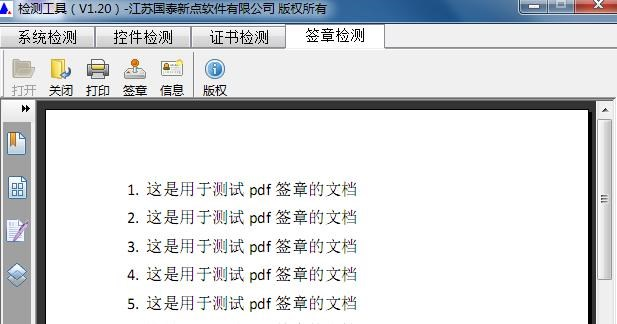 检测工具（V1.20）-江苏国泰新点软件有限公司 版权所有
系统检测 控件检测 证书检测 签章检测
打开 关闭 打印 签章 信息 版权
1. 这是用于测试 pdf 签章的文档
2. 这是用于测试 pdf 签章的文档
3. 这是用于测试 pdf 签章的文档
4. 这是用于测试 pdf 签章的文档
5. 这是用于测试 pdf 签章的文档